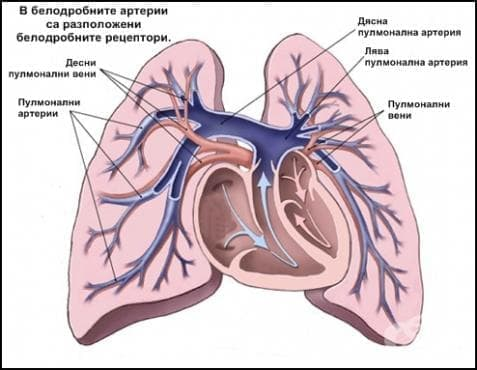 В белодробните артерии
са разположени
белодробните рецептори.
Десни
пулмонални вени
Пулмонални
артерии
Дясна
пулмонална артерия
Лява
пулмонална артерия
Пулмонални
вени